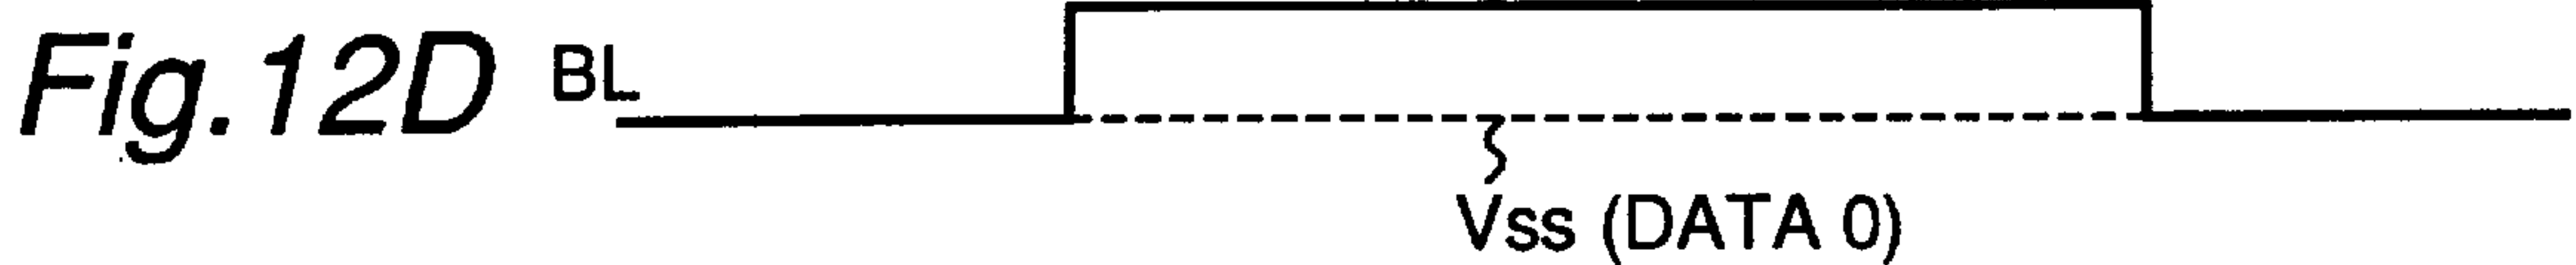 Fig.12D BL
Vss (DATA 0)